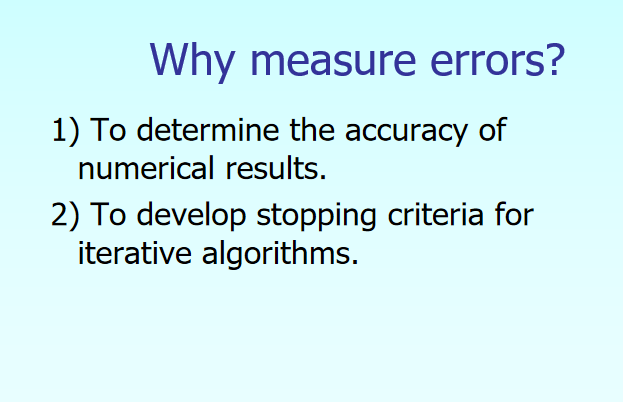 Why measure errors?
1) To determine the accuracy of
numerical results.
2) To develop stopping criteria for
iterative algorithms.